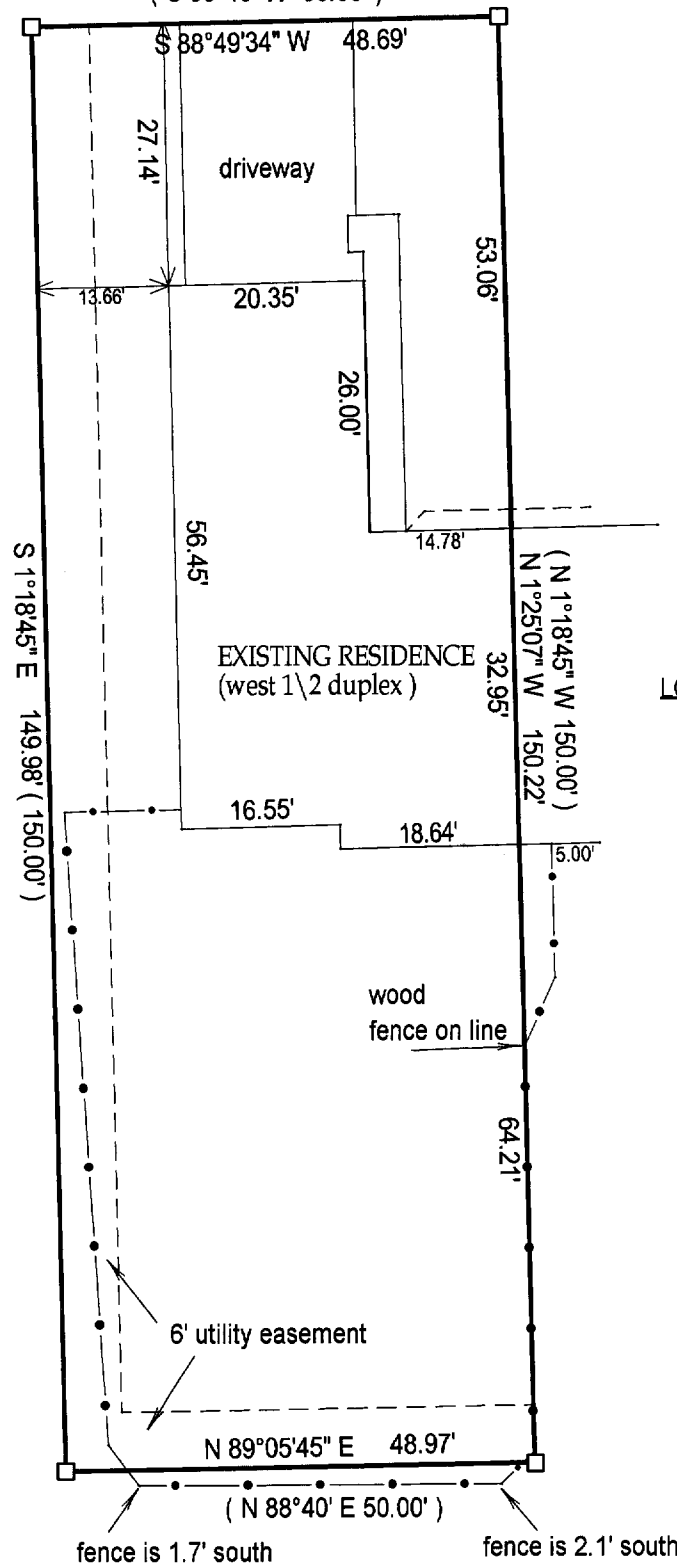 S 88°49'34" W 48.69'
27.14'
driveway
53.06'
13.66'
20.35'
26.00'
14.78'
56.45'
( N 1°18'45" W 150.00' )
N 1°25'07" W 150.22'
S 1°18'45" E 149.98' ( 150.00' )
EXISTING RESIDENCE
(west 1\2 duplex )
32.95'
16.55'
18.64'
5.00'
wood
fence on line
64.21'
6' utility easement
N 89°05'45" E 48.97'
( N 88°40' E 50.00' )
fence is 1.7' south
fence is 2.1' south